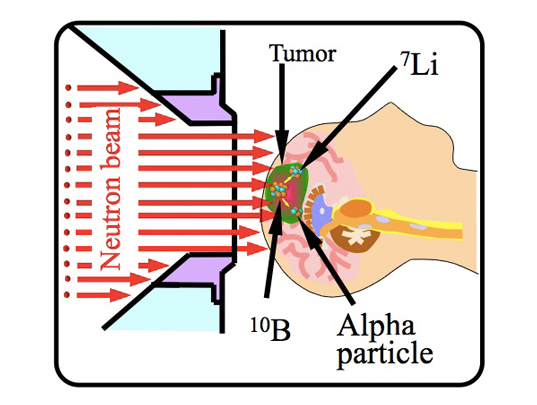 Tumor
⁷Li
Neutron beam
¹⁰B
Alpha
particle